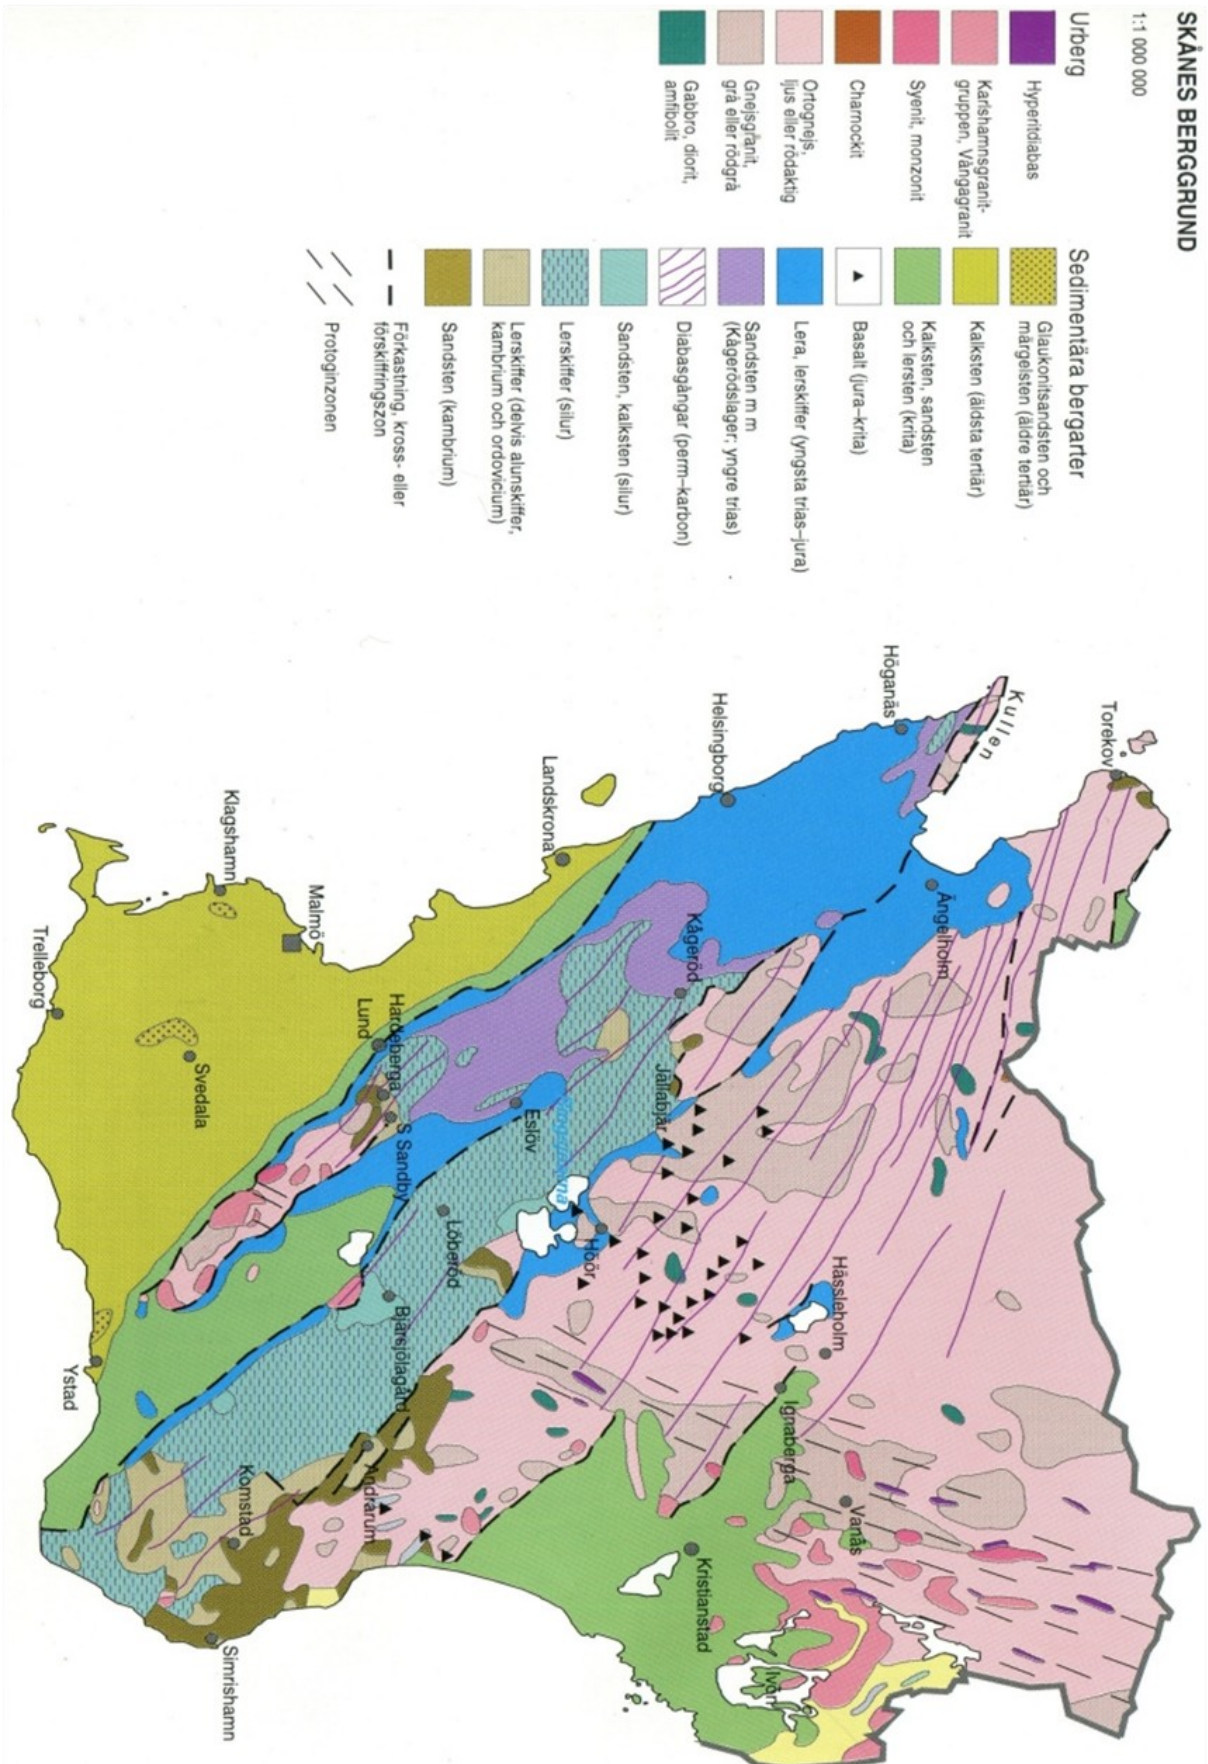 SKÅNES BERGGRUND
1:1 000 000
Urberg
Hyperitdiabas
Karlshamnsgranit-
gruppen, Vångagranit
Syenit, monzonit
Charnockit
Ortognejs,
ljus eller rödaktig
Gnejsgranit,
grå eller rödgrå
Gabbro, diorit,
amfibolit
Sedimentära bergarter
Glaukonitsandsten och
märgelsten (äldre tertiär)
Kalksten (äldsta tertiär)
Kalksten, sandsten
och lersten (krita)
Basalt (jura–krita)
Lera, lerskiffer (yngsta trias–jura)
Sandsten m m
(Kågerödslager; yngre trias)
Diabasgångar (perm–karbon)
Sandsten, kalksten (silur)
Lerskiffer (silur)
Lerskiffer (delvis alunskiffer,
kambrium och ordovicium)
Sandsten (kambrium)
Förkastning, kross- eller
förskiffringszon
Protoginzonen
Torekov
Kullen
Höganäs
Ängelholm
Helsingborg
Landskrona
Kågeröd
Jällabjär
Hässleholm
Ignaberga
Vånås
Kristianstad
Ivön
Höör
Ringsjöarna
Eslöv
Löberöd
Hardeberga
S Sandby
Lund
Bjärsjölagård
Andrarum
Komstad
Simrishamn
Malmö
Klagshamn
Svedala
Trelleborg
Ystad